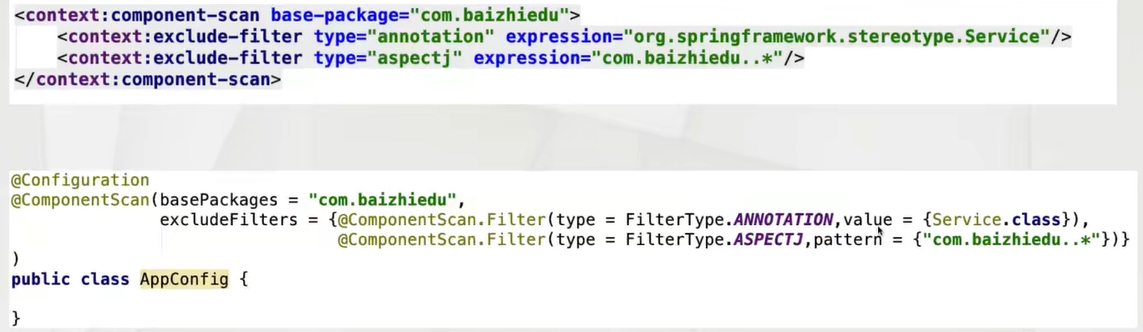 <context:component-scan base-package="com.baizhiedu">
    <context:exclude-filter type="annotation" expression="org.springframework.stereotype.Service"/>
    <context:exclude-filter type="aspectj" expression="com.baizhiedu..*"/>
</context:component-scan>
@Configuration
@ComponentScan(basePackages = "com.baizhiedu",
               excludeFilters = {@ComponentScan.Filter(type = FilterType.ANNOTATION,value = {Service.class}),
                                 @ComponentScan.Filter(type = FilterType.ASPECTJ,pattern = {"com.baizhiedu..*"})}
)
public class AppConfig {
}